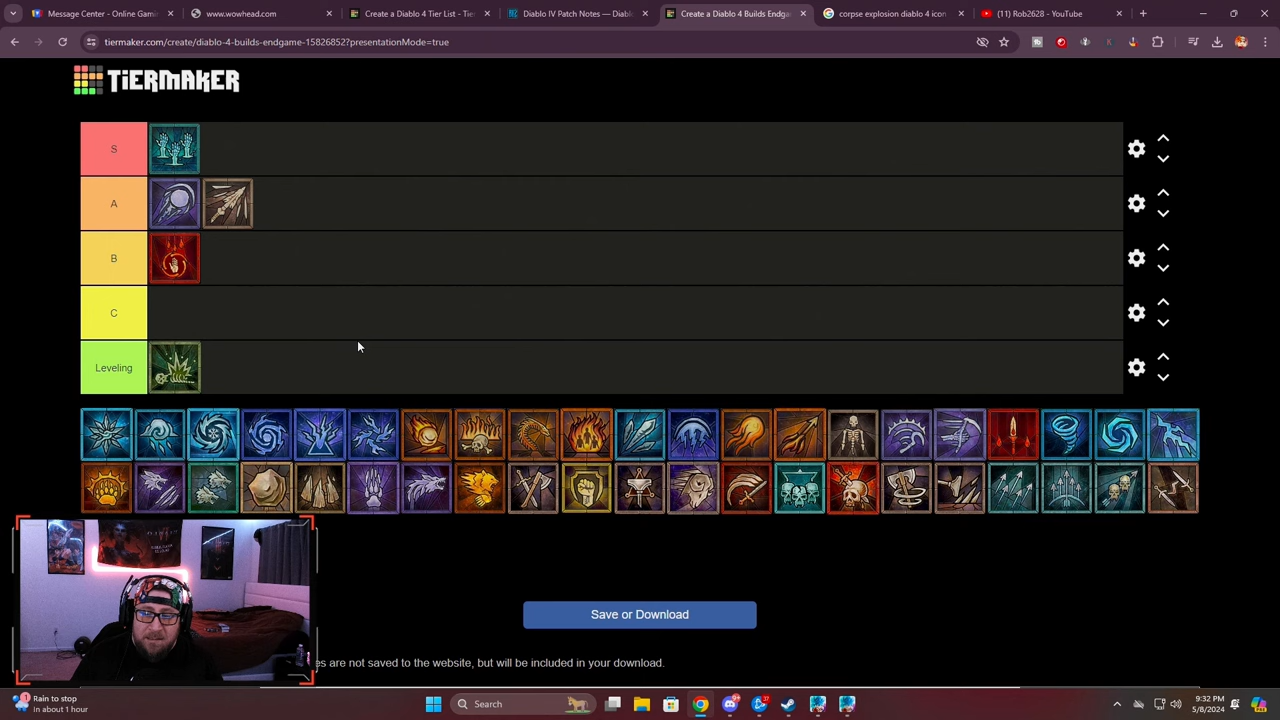 Message Center - Online Gami
www.wowhead.com
Create a Diablo 4 Tier List - Tie
Diablo IV Patch Notes — Diablo
Create a Diablo 4 Builds Endga
corpse explosion diablo 4 icon
(11) Rob2628 - YouTube
tiermaker.com/create/diablo-4-builds-endgame-15826852?presentationMode=true
TiERMAKER
S
A
B
C
Leveling
Save or Download
es are not saved to the website, but will be included in your download.
Rain to stop
In about 1 hour
Search
9:32 PM
5/8/2024